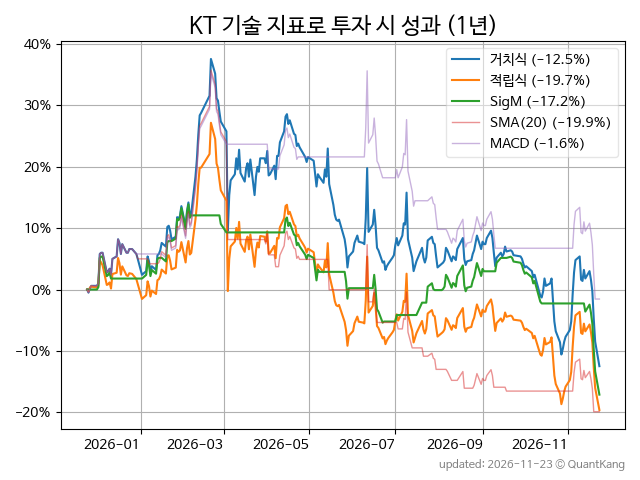 KT 기술 지표로 투자 시 성과 (1년)
40%
30%
20%
10%
0%
−10%
−20%
거치식 (−12.5%)
적립식 (−19.7%)
SigM (−17.2%)
SMA(20) (−19.9%)
MACD (−1.6%)
2026-01
2026-03
2026-05
2026-07
2026-09
2026-11
updated: 2026-11-23 ⓒ QuantKang